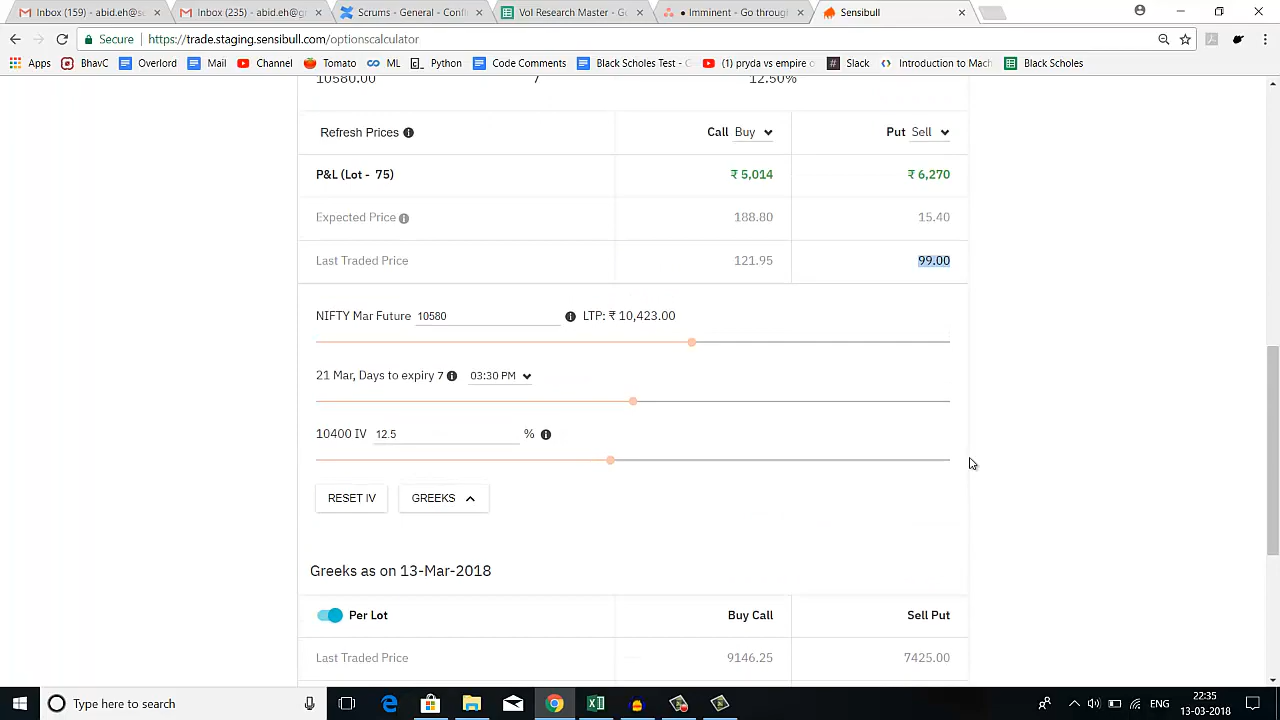 Inbox (159) - abid.eh@s
Inbox (235) - abid.eh@g
Scrums - General - Confl
Vol Research Master - G
● Imminent - Go through
Sensibull
Secure
https://trade.staging.sensibull.com/optionscalculator
Apps
BhavC
Overlord
Mail
Channel
Tomato
ML
Python
Code Comments
Black Scholes Test - G
(1) pryda vs empire o
Slack
Introduction to Mach
Black Scholes
10580.00 7 12.50%
Refresh Prices Call Buy Put Sell
P&L (Lot - 75) ₹ 5,014 ₹ 6,270
Expected Price 188.80 15.40
Last Traded Price 121.95 99.00
NIFTY Mar Future 10580 LTP: ₹ 10,423.00
21 Mar, Days to expiry 7 03:30 PM
10400 IV 12.5 %
RESET IV GREEKS
Greeks as on 13-Mar-2018
Per Lot Buy Call Sell Put
Last Traded Price 9146.25 7425.00
Type here to search
ENG
22:35
13-03-2018